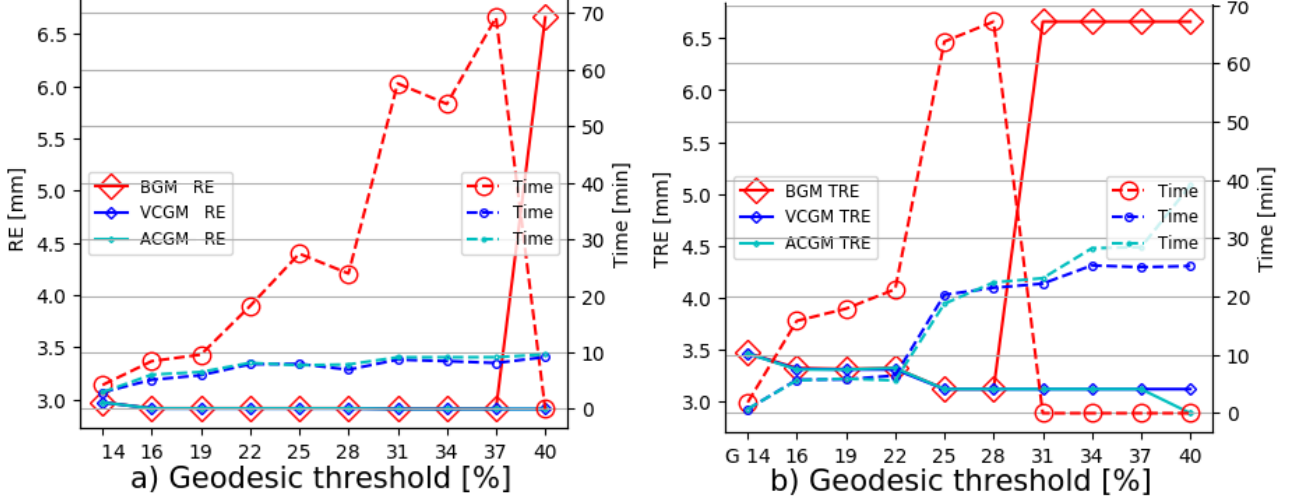 6.5
6.0
5.5
5.0
4.5
4.0
3.5
3.0
RE [mm]
BGM RE
VCGM RE
ACGM RE
Time
Time
Time
70
60
50
40
30
20
10
0
Time [min]
14 16 19 22 25 28 31 34 37 40
a) Geodesic threshold [%]
6.5
6.0
5.5
5.0
4.5
4.0
3.5
3.0
TRE [mm]
BGM TRE
VCGM TRE
ACGM TRE
Time
Time
Time
70
60
50
40
30
20
10
0
Time [min]
G 14 16 19 22 25 28 31 34 37 40
b) Geodesic threshold [%]